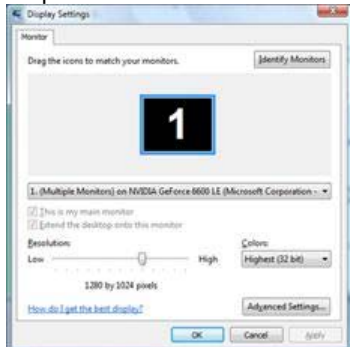 Display Settings
Monitor
Drag the icons to match your monitors.
Identify Monitors
1
1. (Multiple Monitors) on NVIDIA GeForce 6600 LE (Microsoft Corporation -
This is my main monitor
Extend the desktop onto this monitor
Resolution:
Colors:
Low
High
Highest (32 bit)
1280 by 1024 pixels
How do I get the best display?
Advanced Settings...
OK
Cancel
Apply